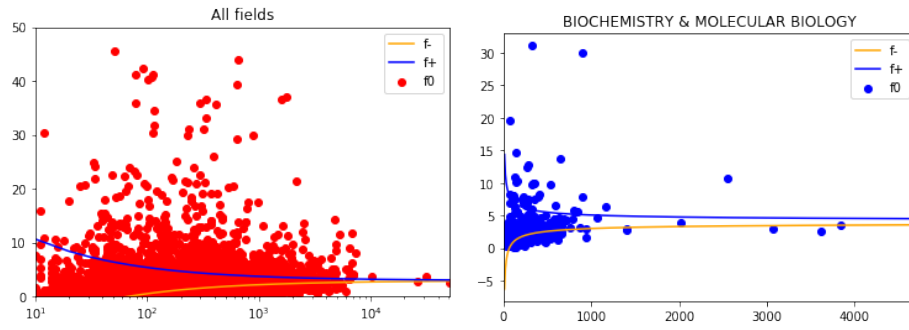 All fields
50
40
30
20
10
0
10¹
10²
10³
10⁴
f-
f+
f0
BIOCHEMISTRY & MOLECULAR BIOLOGY
30
25
20
15
10
5
0
−5
0
1000
2000
3000
4000
f-
f+
f0